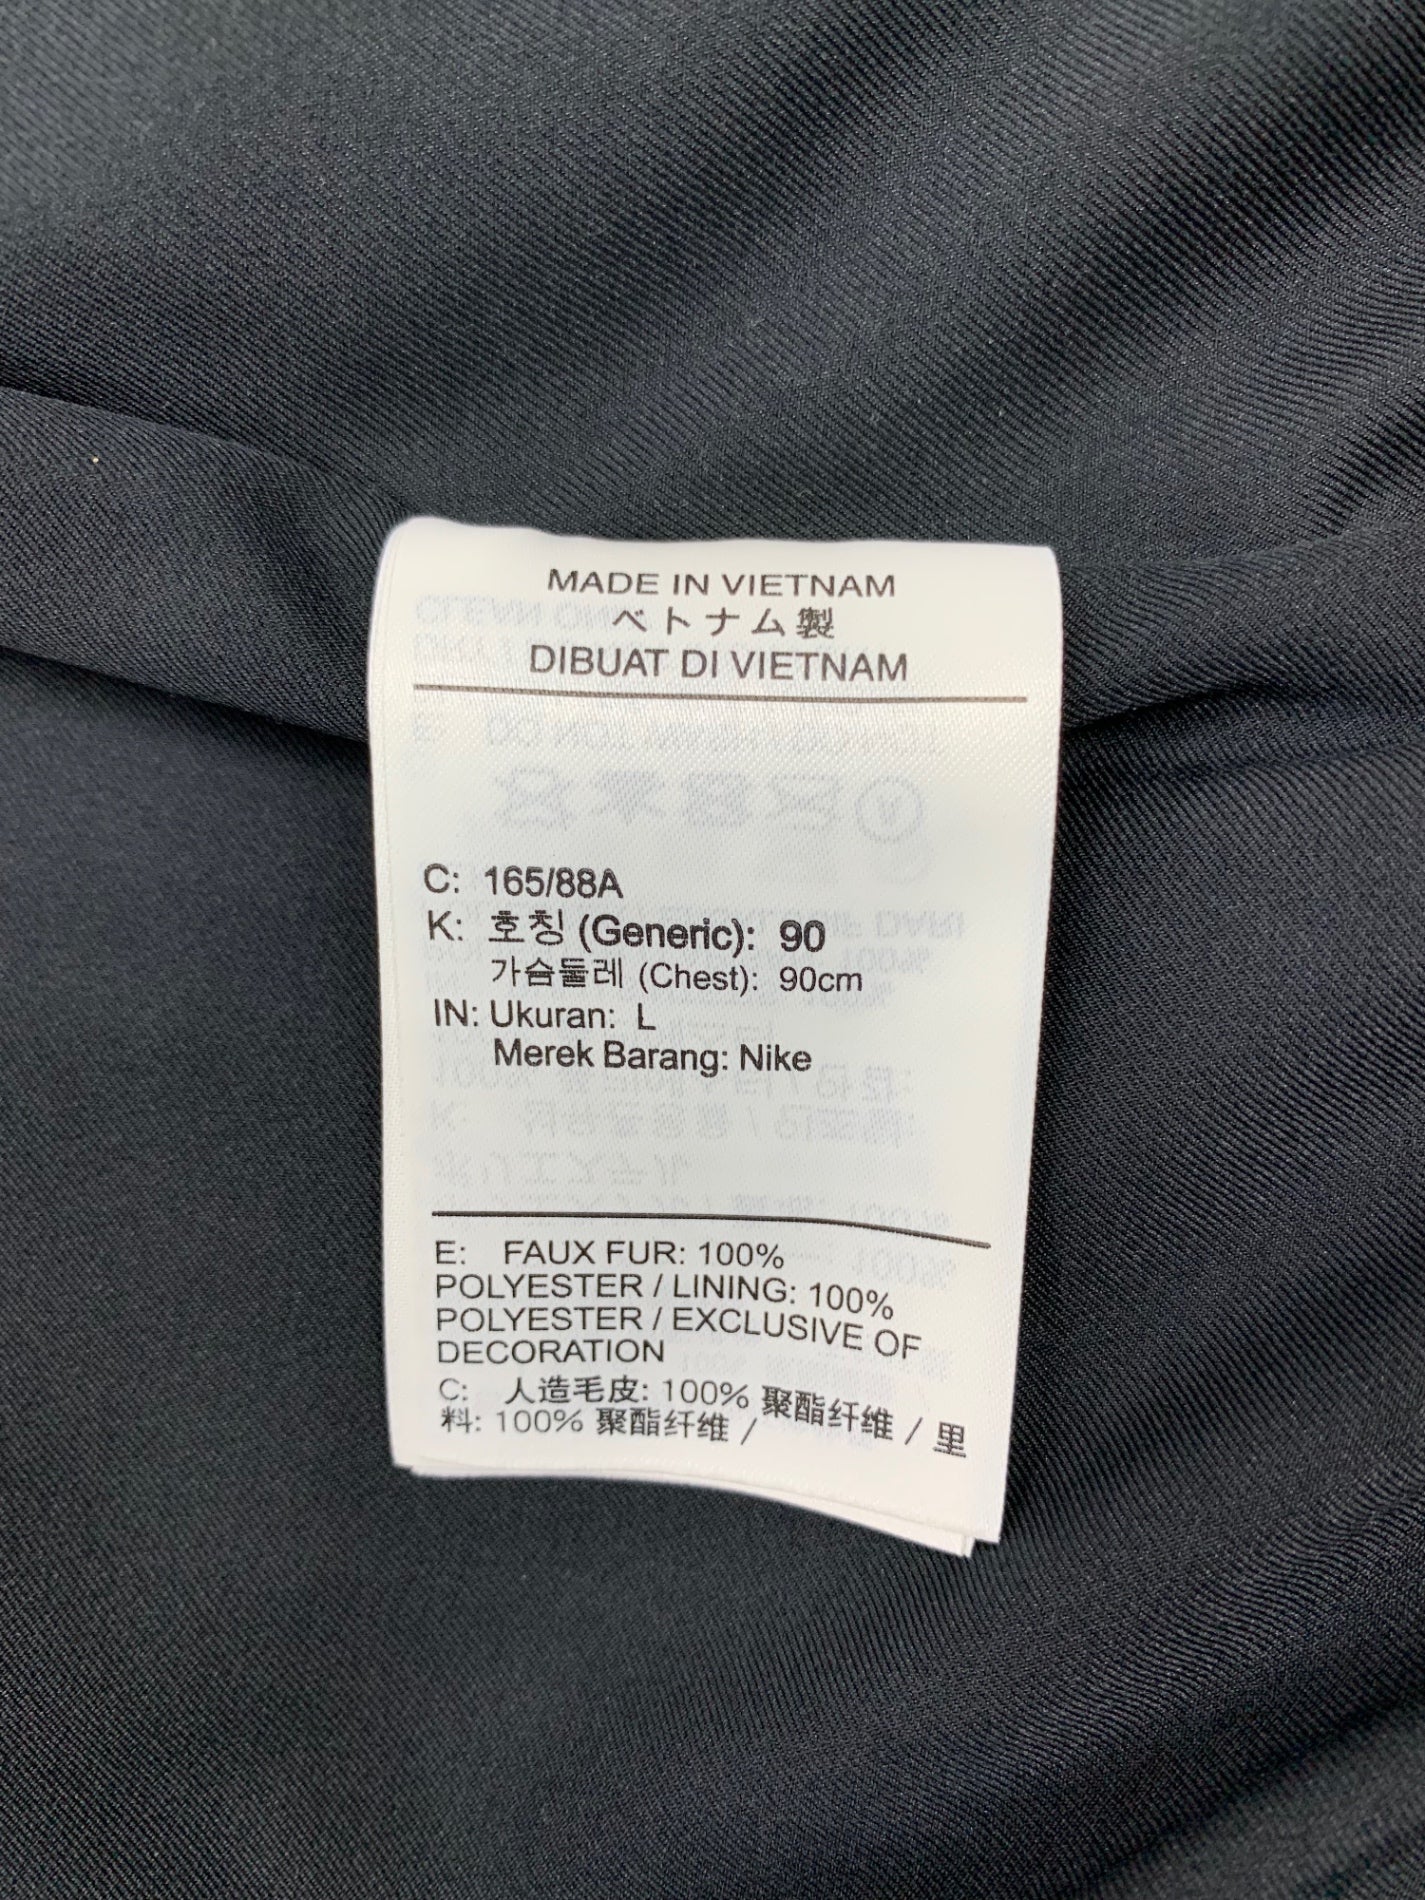 MADE IN VIETNAM
ベトナム製
DIBUAT DI VIETNAM
C: 165/88A
K: 호칭 (Generic): 90
가슴둘레 (Chest): 90cm
IN: Ukuran: L
Merek Barang: Nike
E: FAUX FUR: 100%
POLYESTER / LINING: 100%
POLYESTER / EXCLUSIVE OF
DECORATION
C: 人造毛皮: 100% 聚酯纤维 / 里
料: 100% 聚酯纤维 /